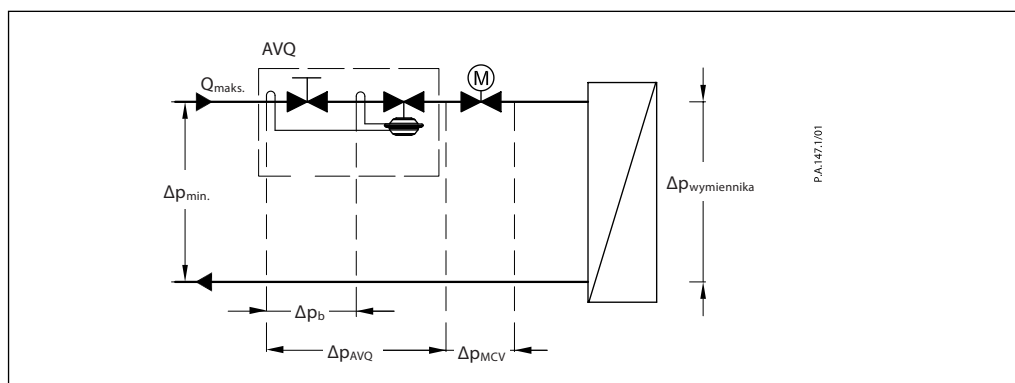 AVQ
Qmaks.
M
Δpmin.
Δpwymiennika
P.A.147.1/01
Δpb
ΔpAVQ
ΔpMCV